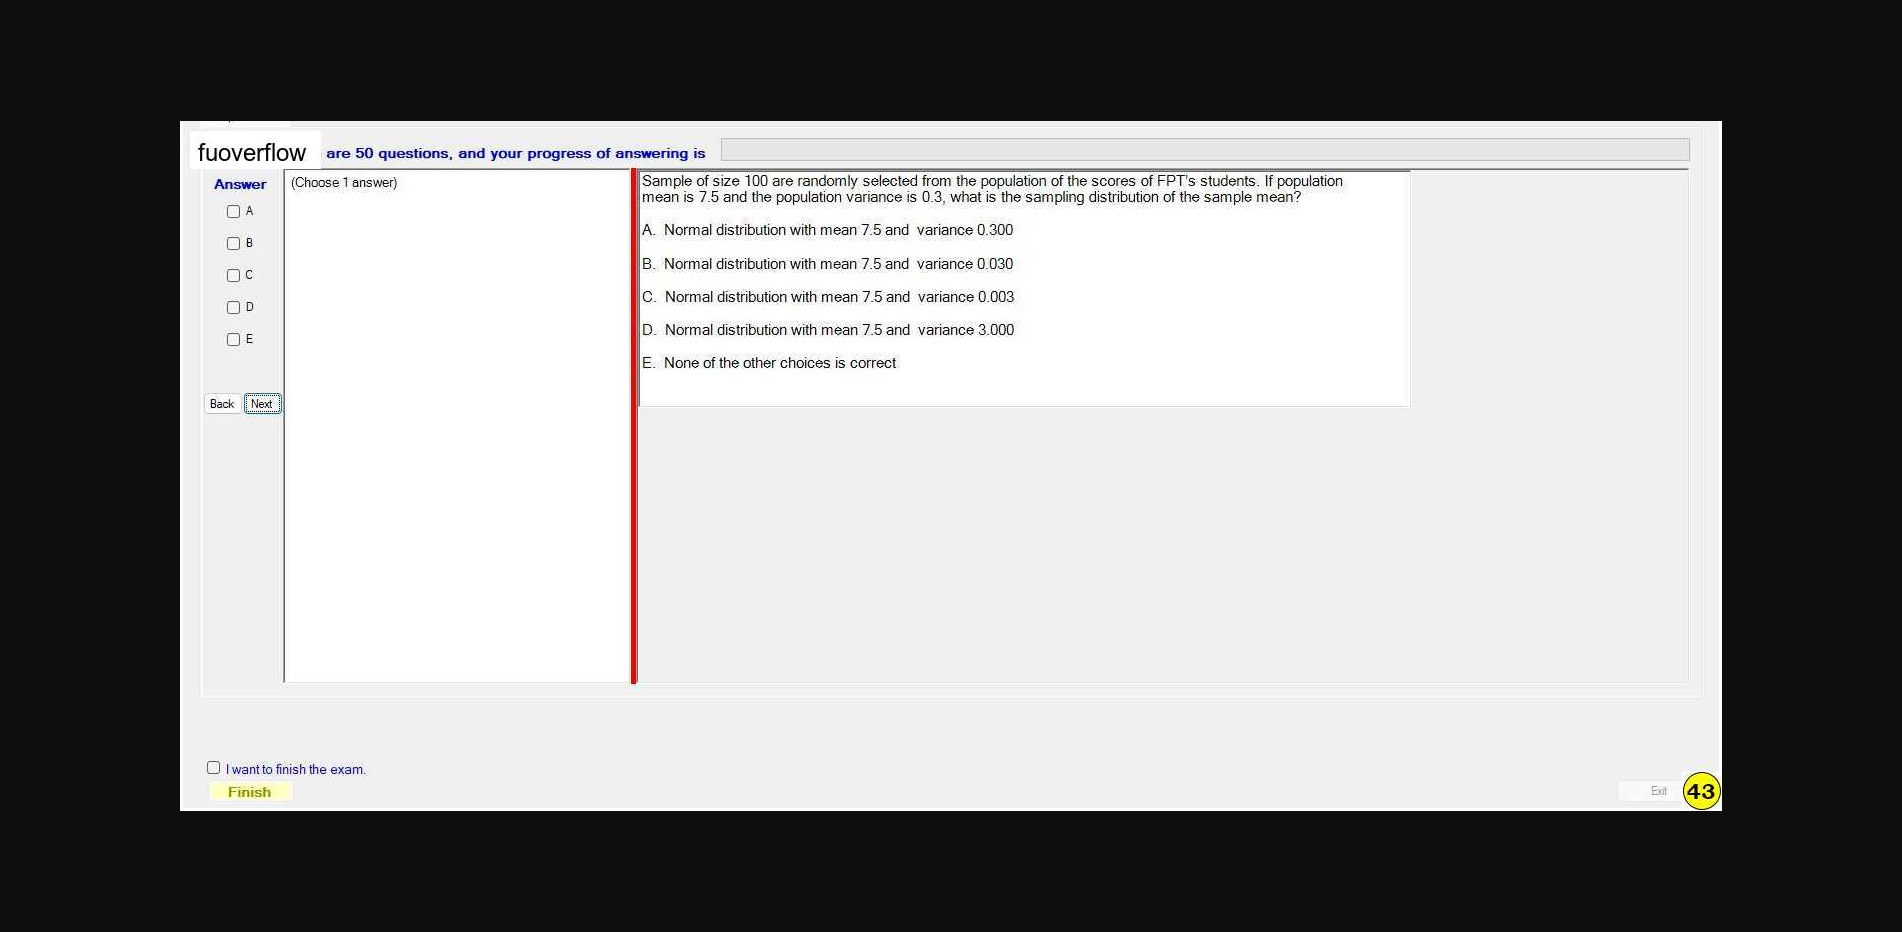 fuoverflow are 50 questions, and your progress of answering is
Answer
A
B
C
D
E
Back Next
(Choose 1 answer)
Sample of size 100 are randomly selected from the population of the scores of FPT's students. If population
mean is 7.5 and the population variance is 0.3, what is the sampling distribution of the sample mean?
A. Normal distribution with mean 7.5 and variance 0.300
B. Normal distribution with mean 7.5 and variance 0.030
C. Normal distribution with mean 7.5 and variance 0.003
D. Normal distribution with mean 7.5 and variance 3.000
E. None of the other choices is correct
I want to finish the exam.
Finish
Exit
43